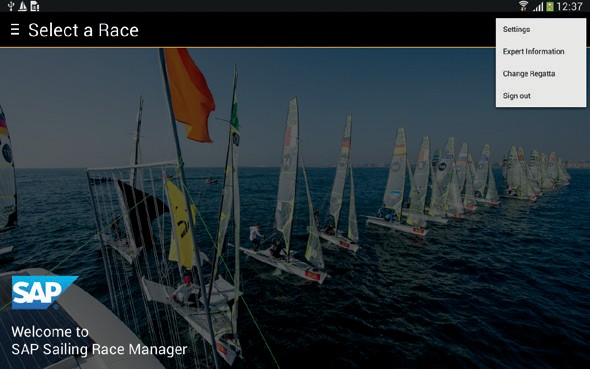 12:37
Select a Race
Settings
Expert Information
Change Regatta
Sign out
SAP
Welcome to
SAP Sailing Race Manager